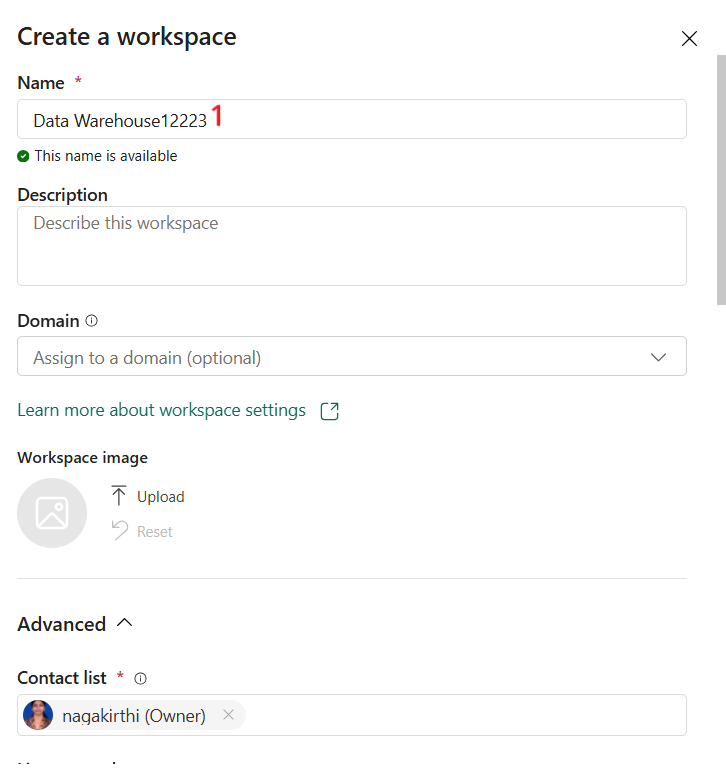 Create a workspace
Name *
Data Warehouse12223 1
This name is available
Description
Describe this workspace
Domain
Assign to a domain (optional)
Learn more about workspace settings
Workspace image
Upload
Reset
Advanced
Contact list *
nagakirthi (Owner)